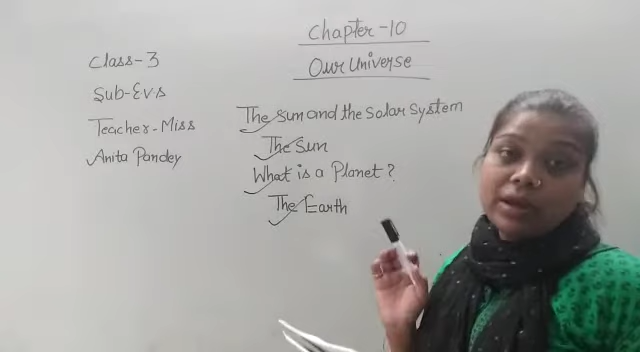 Class-3
Sub-Evs
Teacher-Miss
Anita Pandey
Chapter-10
Our Universe
The Sun and the Solar System
The Sun
What is a Planet?
The Earth